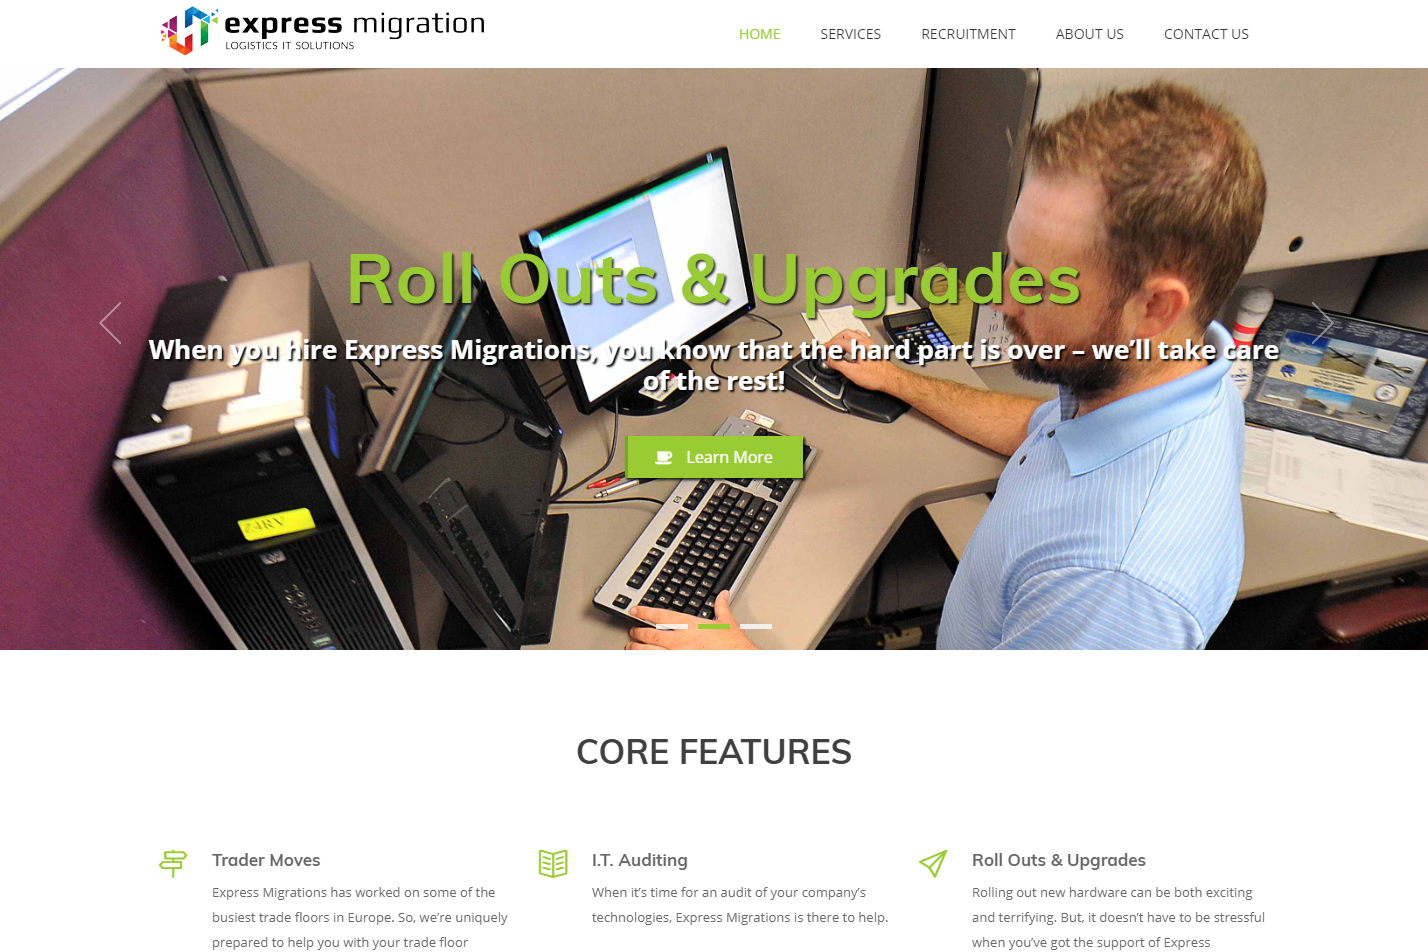 express migration
LOGISTICS IT SOLUTIONS
HOME SERVICES RECRUITMENT ABOUT US CONTACT US
Roll Outs & Upgrades
When you hire Express Migrations, you know that the hard part is over – we’ll take care
of the rest!
Learn More
CORE FEATURES
Trader Moves
Express Migrations has worked on some of the
busiest trade floors in Europe. So, we’re uniquely
prepared to help you with your trade floor
I.T. Auditing
When it’s time for an audit of your company’s
technologies, Express Migrations is there to help.
Roll Outs & Upgrades
Rolling out new hardware can be both exciting
and terrifying. But, it doesn’t have to be stressful
when you’ve got the support of Express